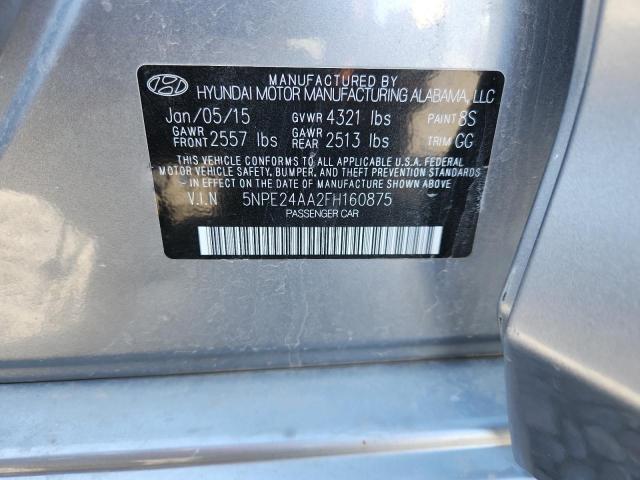 MANUFACTURED BY
HYUNDAI MOTOR MANUFACTURING ALABAMA, LLC
Jan/05/15 GVWR 4321 lbs PAINT 8S
GAWR FRONT 2557 lbs GAWR REAR 2513 lbs TRIM GG
THIS VEHICLE CONFORMS TO ALL APPLICABLE U.S.A. FEDERAL
MOTOR VEHICLE SAFETY, BUMPER, AND THEFT PREVENTION STANDARDS
IN EFFECT ON THE DATE OF MANUFACTURE SHOWN ABOVE.
V.I.N 5NPE24AA2FH160875
PASSENGER CAR